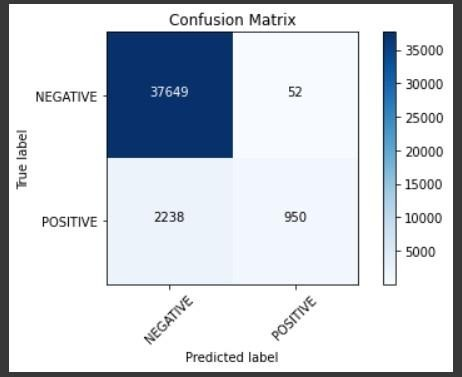 Confusion Matrix
True label
NEGATIVE
37649 52
POSITIVE
2238 950
NEGATIVE
POSITIVE
Predicted label
35000
30000
25000
20000
15000
10000
5000